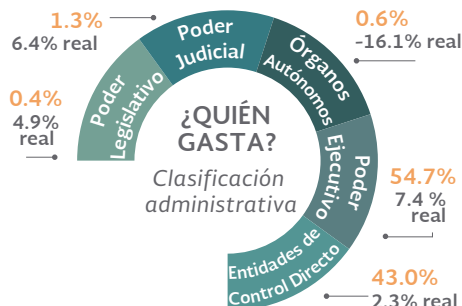 1.3%
6.4% real
0.4%
4.9%
real
Poder
Legislativo
Poder
Judicial
Órganos
Autónomos
0.6%
-16.1% real
¿QUIÉN
GASTA?
Clasificación
administrativa
Poder
Ejecutivo
54.7%
7.4 %
real
Entidades de
Control Directo
43.0%
2.3% real